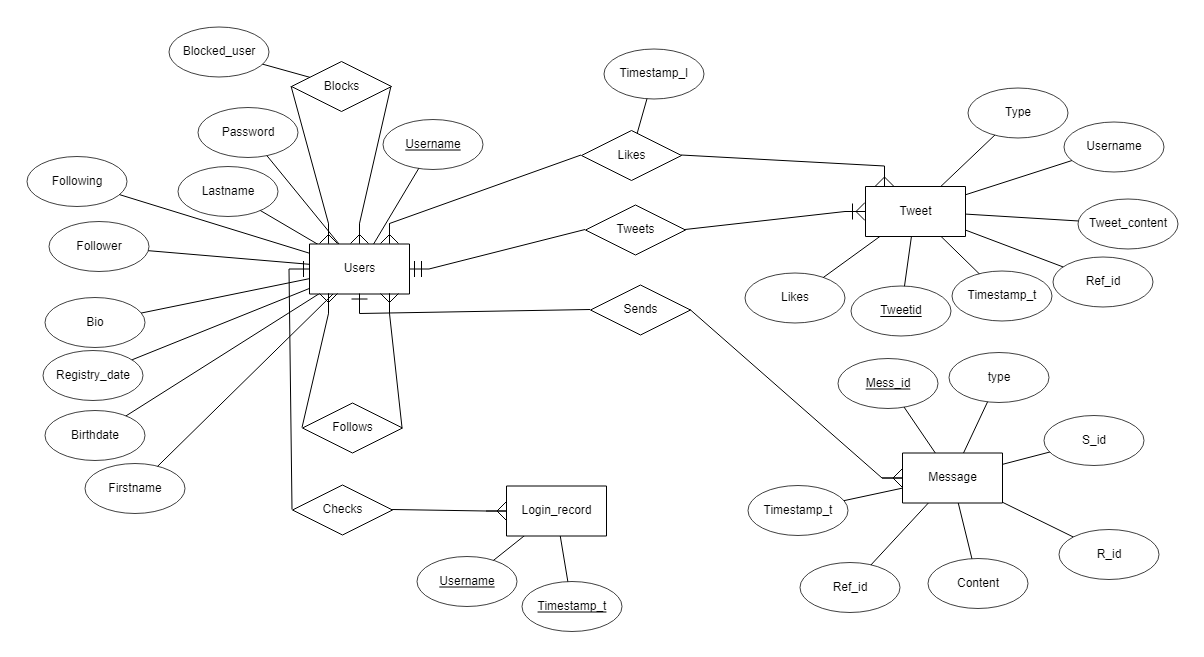 Blocked_user
Blocks
Timestamp_l
Type
Password
Username
Username
Likes
Lastname
Following
Tweet
Tweet_content
Tweets
Follower
Users
Ref_id
Likes
Timestamp_t
Tweetid
Sends
Bio
Registry_date
Mess_id
type
Follows
Birthdate
S_id
Message
Firstname
Checks
Login_record
Timestamp_t
R_id
Username
Content
Ref_id
Timestamp_t